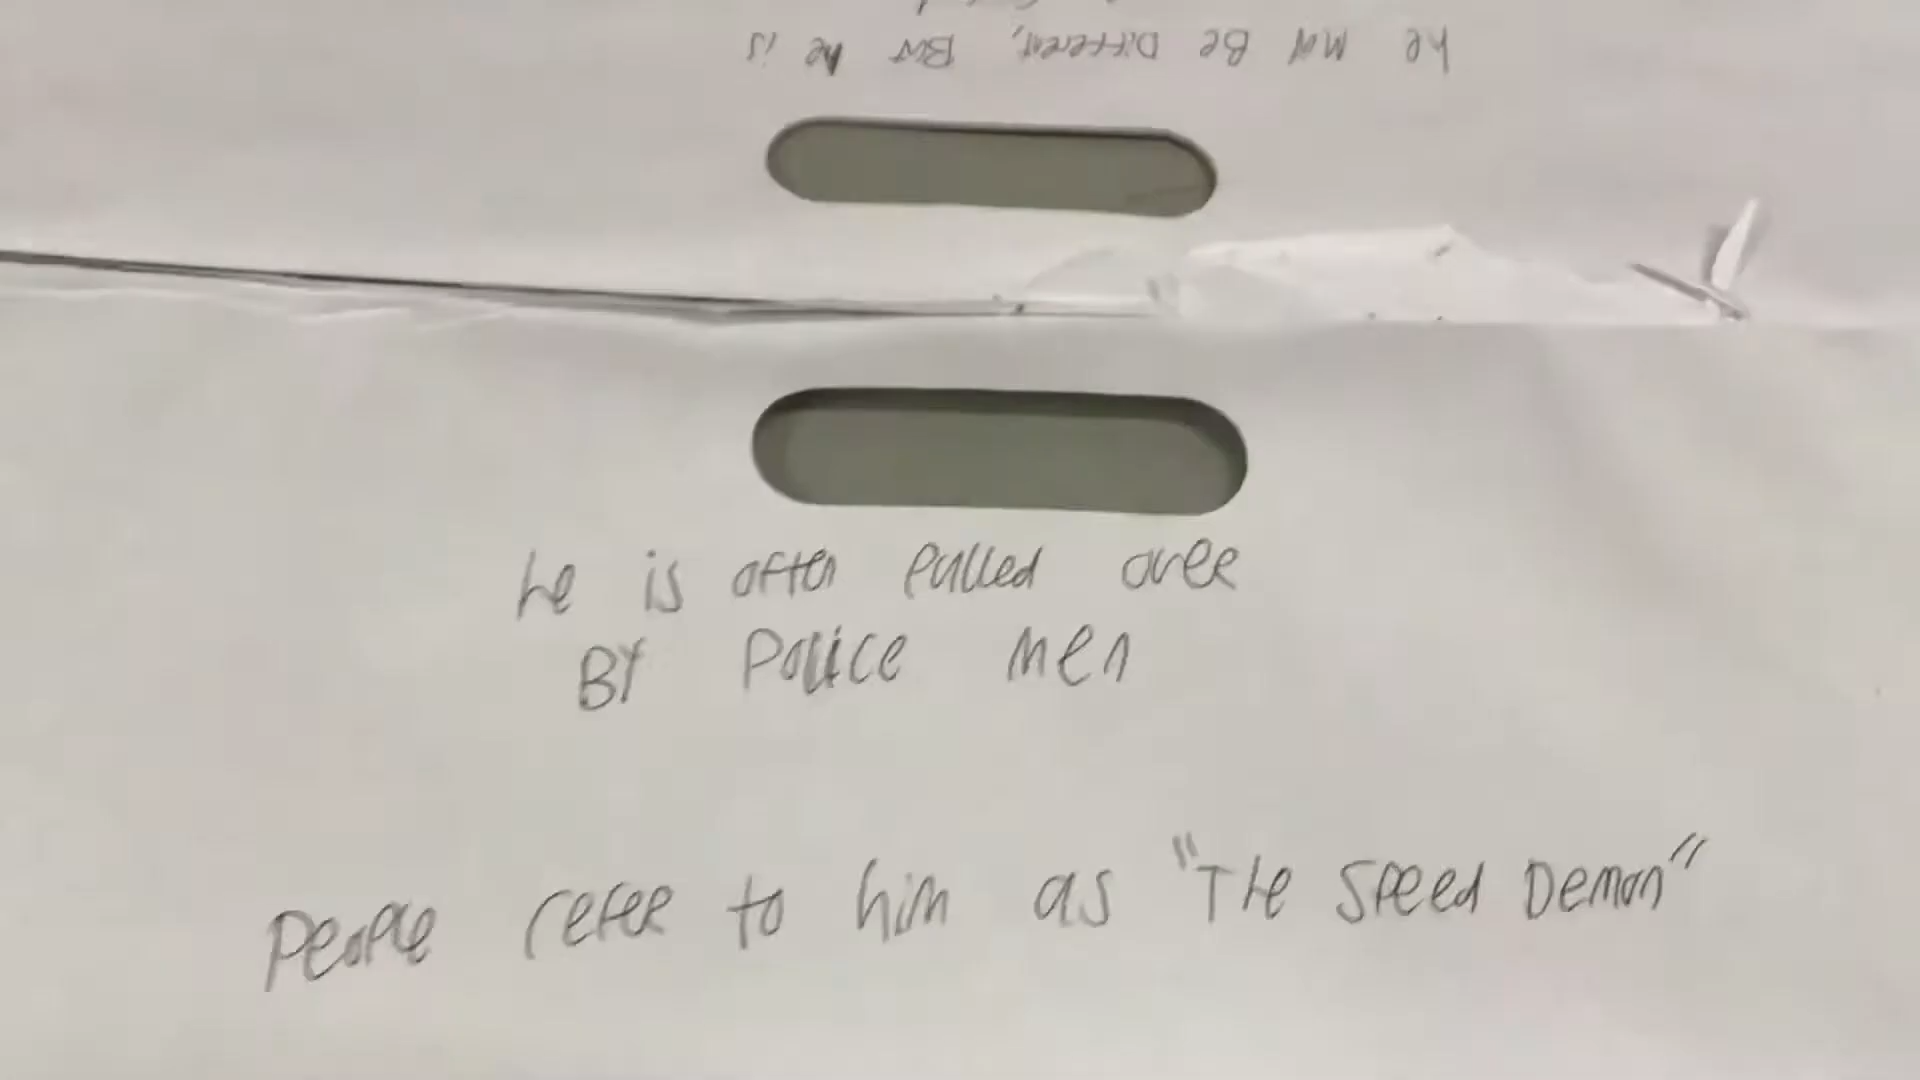 he may Be Different, But he is
he is often pulled over
By Police men
People refer to him as "The Speed Demon"